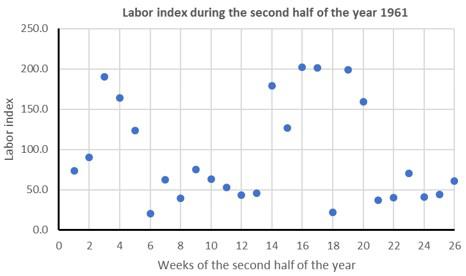 Labor index during the second half of the year 1961
250.0
200.0
150.0
100.0
50.0
0.0
Labor index
0 2 4 6 8 10 12 14 16 18 20 22 24 26
Weeks of the second half of the year